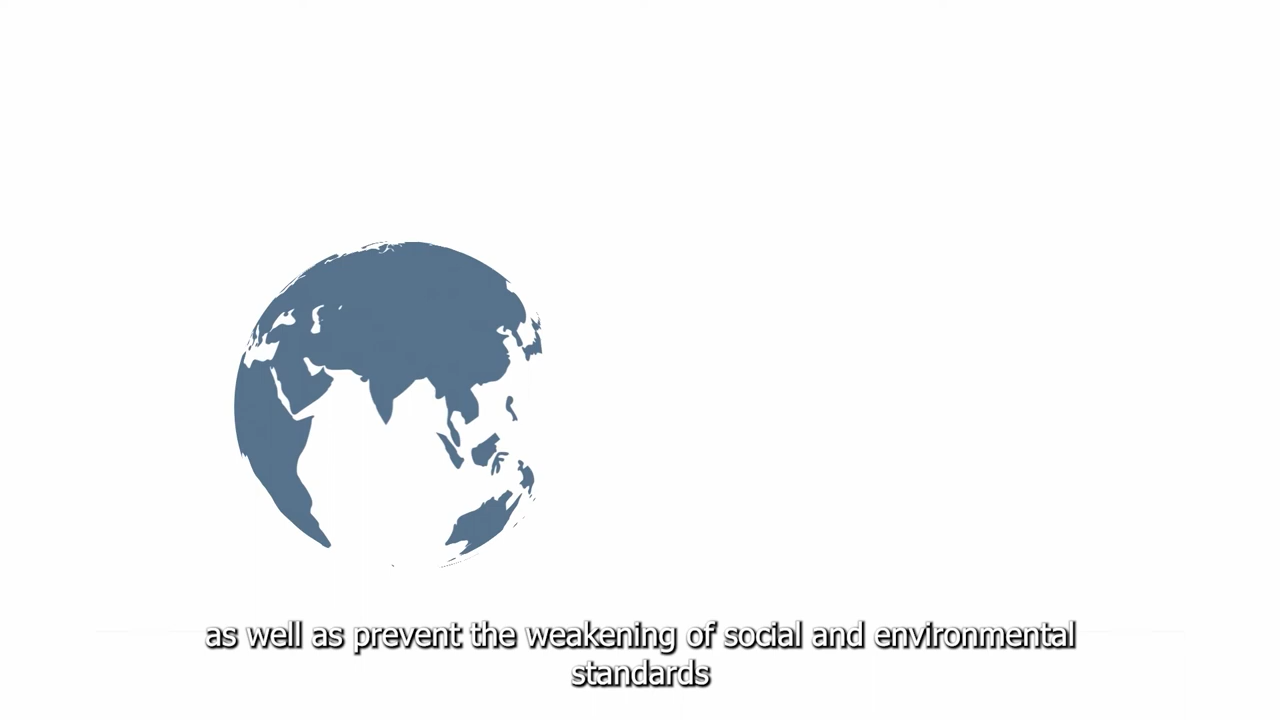 as well as prevent the weakening of social and environmental
standards